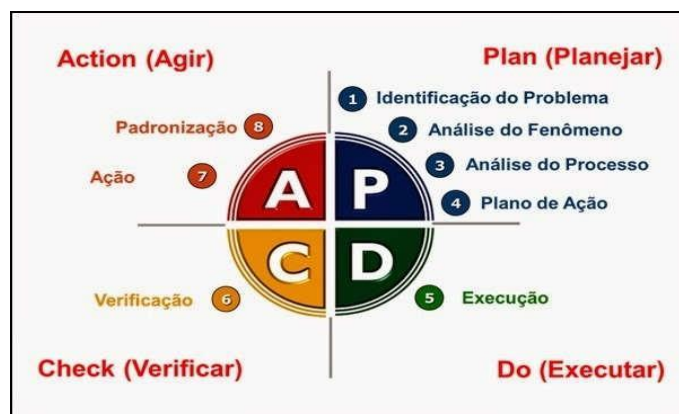 Action (Agir)
Plan (Planejar)
1 Identificação do Problema
2 Análise do Fenômeno
3 Análise do Processo
4 Plano de Ação
8 Padronização
7 Ação
A P
C D
6 Verificação
5 Execução
Check (Verificar)
Do (Executar)